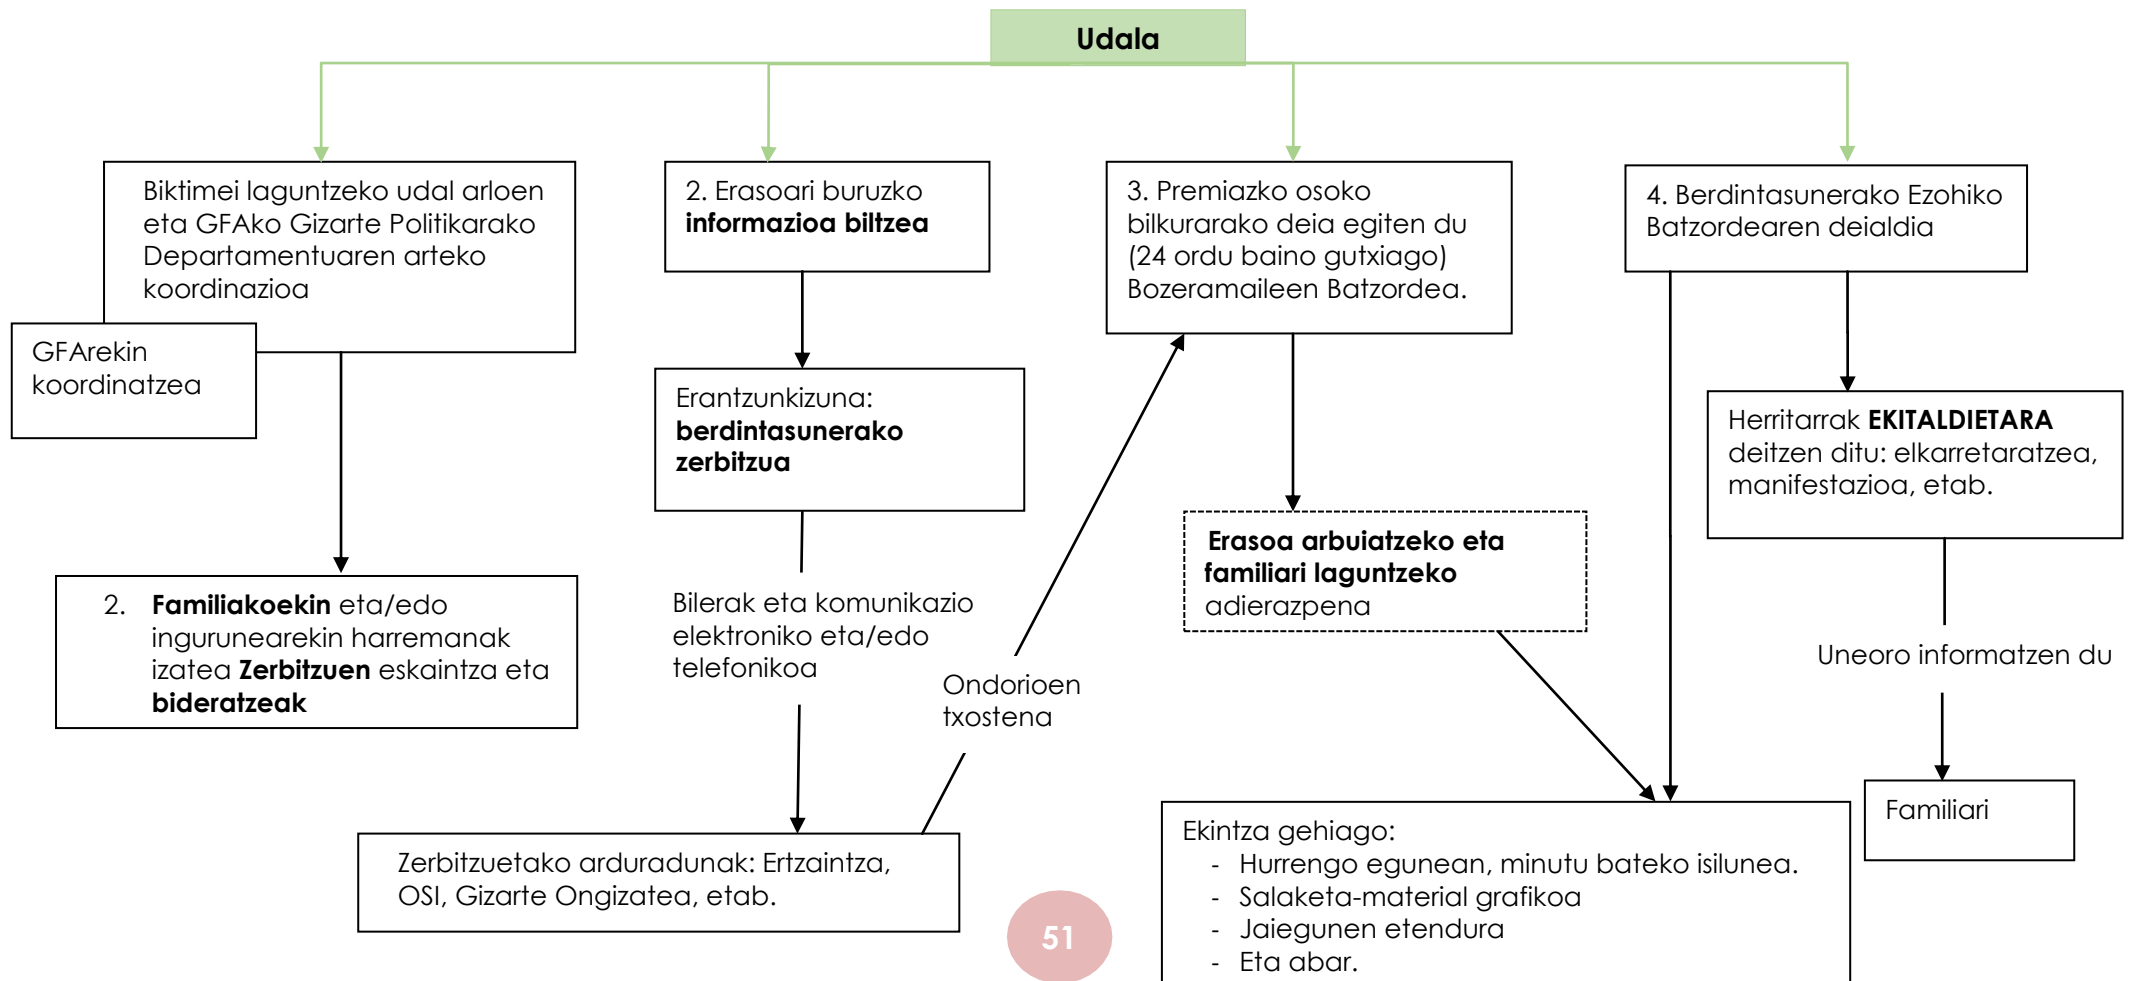 Udala
Biktimei laguntzeko udal arloen
eta GFAko Gizarte Politikarako
Departamentuaren arteko
koordinazioa
GFArekin
koordinatzea
2. Familiakoekin eta/edo
ingurunearekin harremanak
izatea Zerbitzuen eskaintza eta
bideratzeak
2. Erasoari buruzko
informazioa biltzea
Erantzunkizuna:
berdintasunerako
zerbitzua
Bilerak eta komunikazio
elektroniko eta/edo
telefonikoa
Zerbitzuetako arduradunak: Ertzaintza,
OSI, Gizarte Ongizatea, etab.
Ondorioen
txostena
3. Premiazko osoko
bilkurarako deia egiten du
(24 ordu baino gutxiago)
Bozeramaileen Batzordea.
Erasoa arbuiatzeko eta
familiari laguntzeko
adierazpena
4. Berdintasunerako Ezohiko
Batzordearen deialdia
Herritarrak EKITALDIETARA
deitzen ditu: elkarretaratzea,
manifestazioa, etab.
Uneoro informatzen du
Familiari
Ekintza gehiago:
- Hurrengo egunean, minutu bateko isilunea.
- Salaketa-material grafikoa
- Jaiegunen etendura
- Eta abar.
51